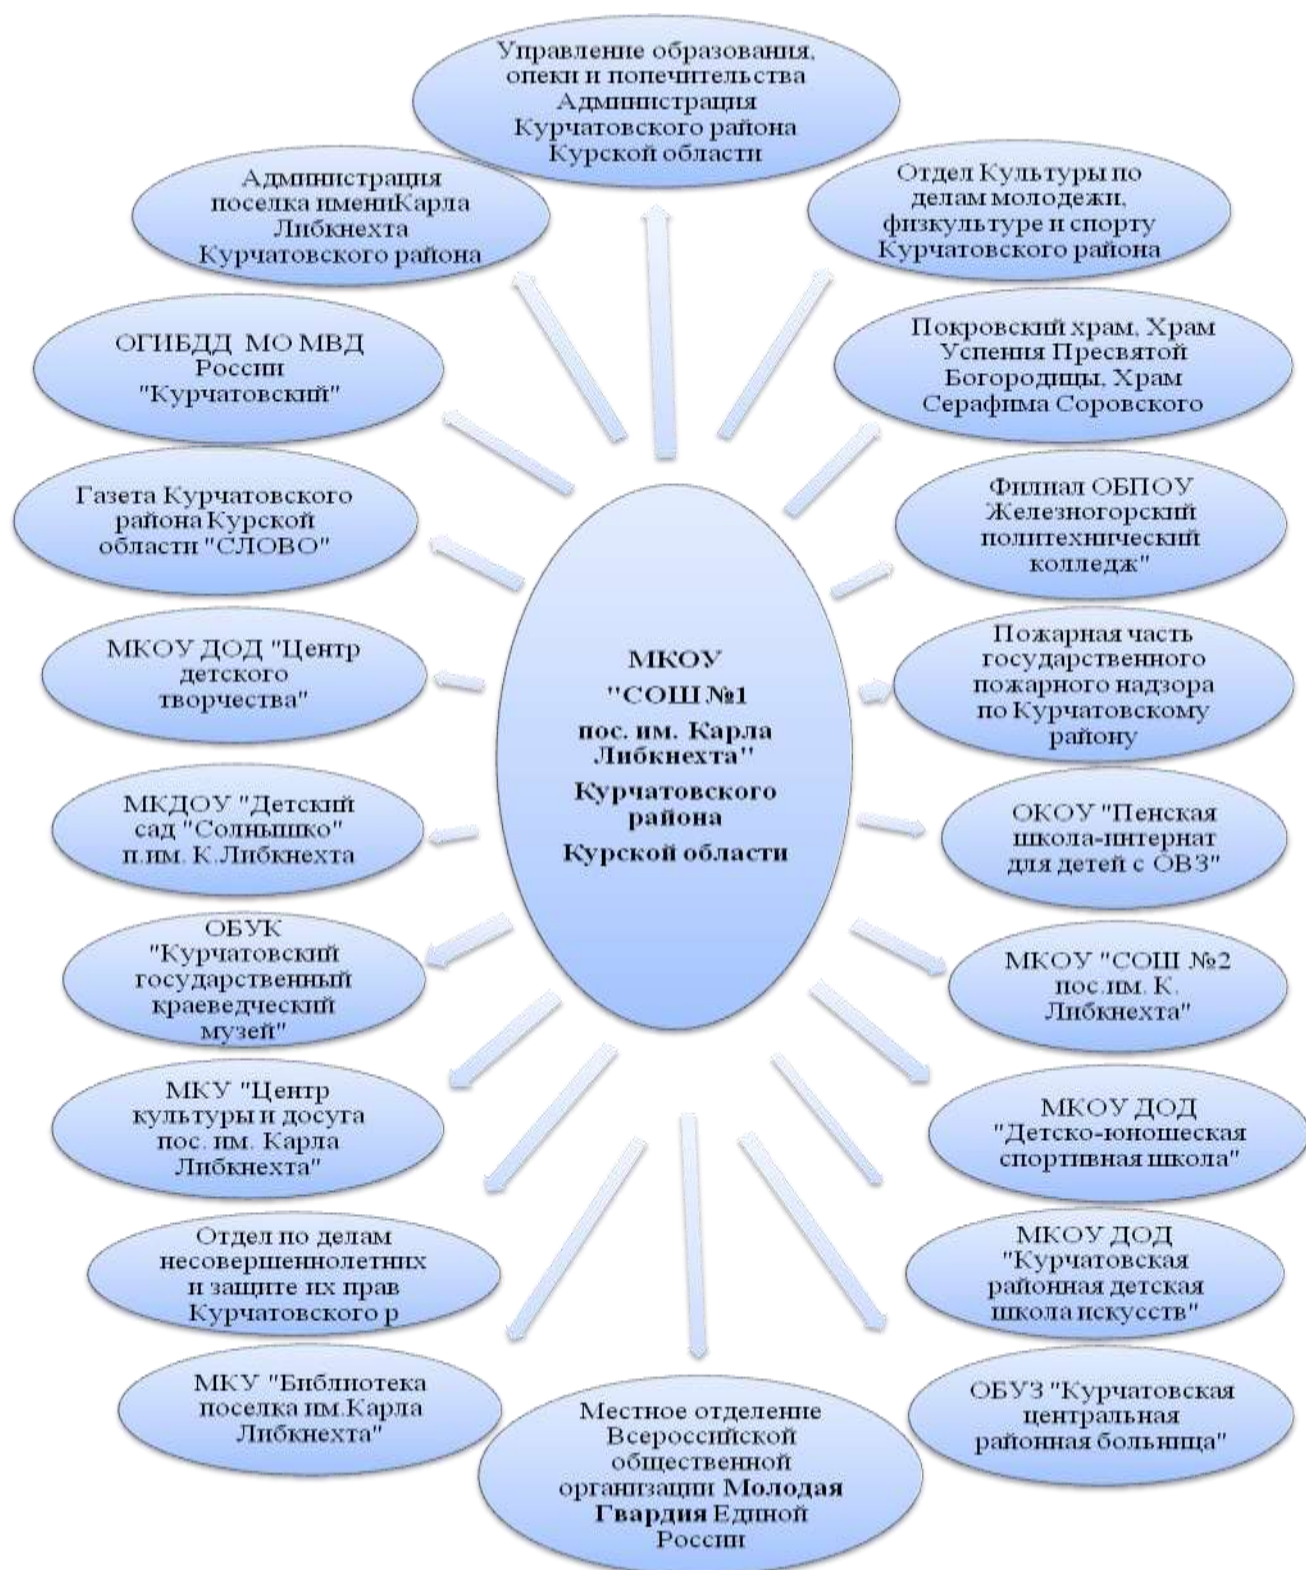 Управление образования,
опеки и попечительства
Администрация
Курчатовского района
Курской области
Администрация
поселка имениКарла
Либкнехта
Курчатовского района
Отдел Культуры по
делам молодежи,
физкультуре и спорту
Курчатовского района
ОГИБДД МО МВД
России
"Курчатовский"
Покровский храм, Храм
Успения Пресвятой
Богородицы, Храм
Серафима Соровского
Газета Курчатовского
района Курской
области "СЛОВО"
Филиал ОБПОУ
Железногорский
политехнический
колледж"
МКОУ ДОД "Центр
детского
творчества"
МКОУ
"СОШ №1
пос. им. Карла
Либкнехта"
Курчатовского
района
Курской области
Пожарная часть
государственного
пожарного надзора
по Курчатовскому
району
МКДОУ "Детский
сад "Солнышко"
п.им. К.Либкнехта
ОКОУ "Пенская
школа-интернат
для детей с ОВЗ"
ОБУК
"Курчатовский
государственный
краеведческий
музей"
МКОУ "СОШ №2
пос.им. К.
Либкнехта"
МКУ "Центр
культуры и досуга
пос. им. Карла
Либкнехта"
МКОУ ДОД
"Детско-юношеская
спортивная школа"
Отдел по делам
несовершеннолетних
и защите их прав
Курчатовского р
МКОУ ДОД
"Курчатовская
районная детская
школа искусств"
МКУ "Библиотека
поселка им.Карла
Либкнехта"
Местное отделение
Всероссийской
общественной
организации Молодая
Гвардия Единой
России
ОБУЗ "Курчатовская
центральная
районная больница"